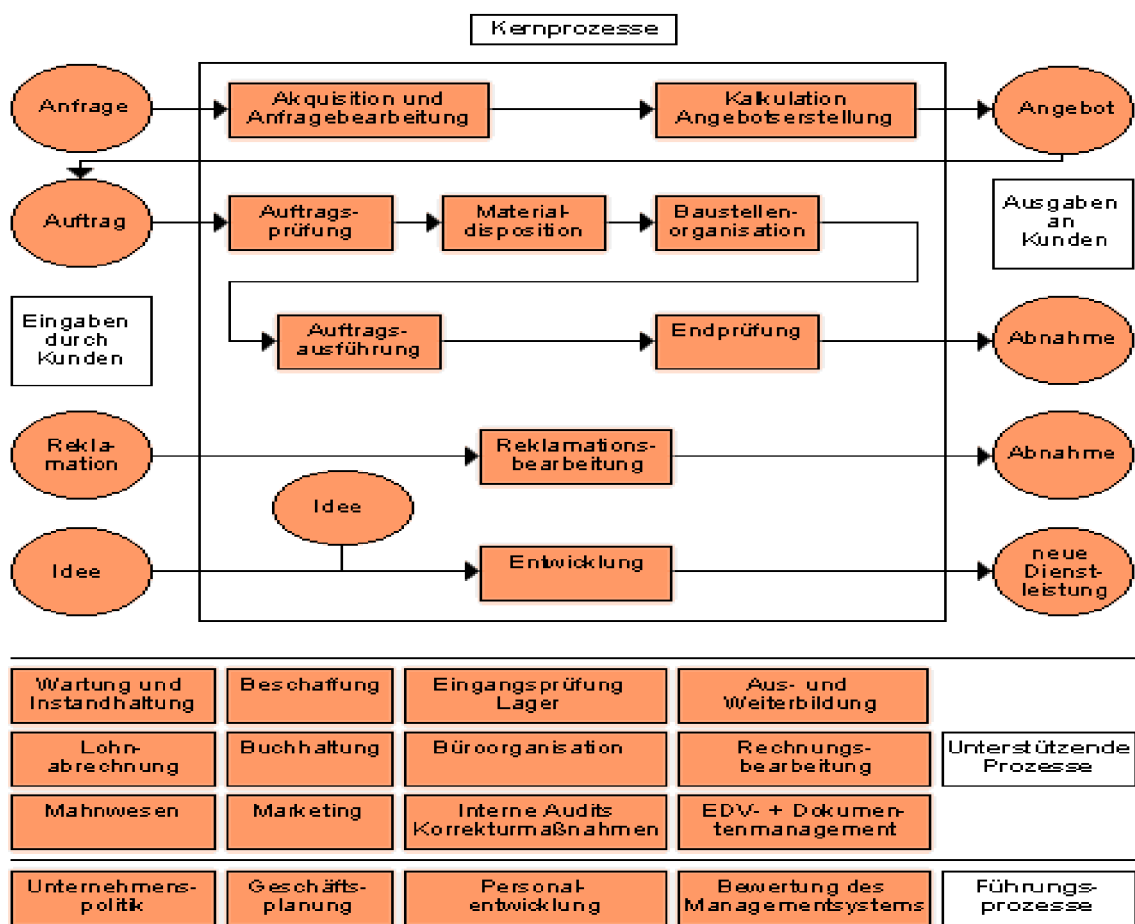 Kernprozesse
Anfrage
Akquisition und
Anfragebearbeitung
Kalkulation
Angebotserstellung
Angebot
Auftrag
Auftrags-
prüfung
Material-
disposition
Baustellen-
organisation
Ausgaben
an
Kunden
Eingaben
durch
Kunden
Auftrags-
ausführung
Endprüfung
Abnahme
Rekla-
mation
Reklamations-
bearbeitung
Abnahme
Idee
Idee
Entwicklung
neue
Dienst-
leistung
Wartung und
Instandhaltung
Beschaffung
Eingangsprüfung
Lager
Aus- und
Weiterbildung
Lohn-
abrechnung
Buchhaltung
Büroorganisation
Rechnungs-
bearbeitung
Unterstützende
Prozesse
Mahnwesen
Marketing
Interne Audits
Korrekturmaßnahmen
EDV- + Dokumen-
tenmanagement
Unternehmens-
politik
Geschäfts-
planung
Personal-
entwicklung
Bewertung des
Managementsystems
Führungs-
prozesse